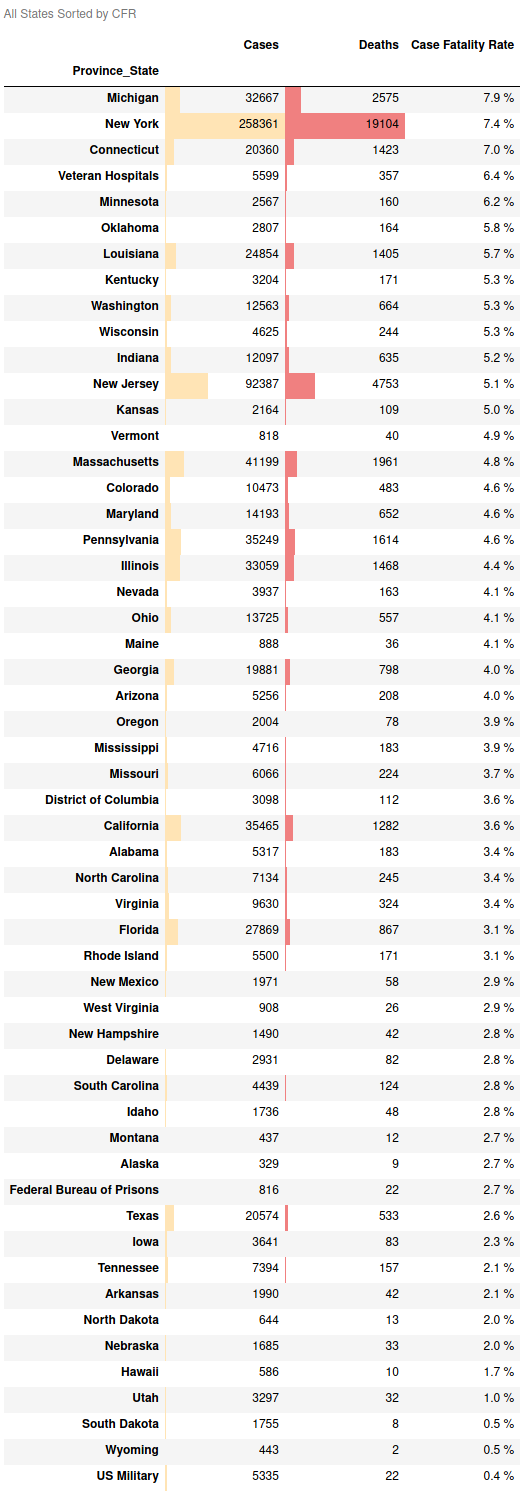 All States Sorted by CFR
Cases Deaths Case Fatality Rate
Province_State
Michigan 32667 2575 7.9 %
New York 258361 19104 7.4 %
Connecticut 20360 1423 7.0 %
Veteran Hospitals 5599 357 6.4 %
Minnesota 2567 160 6.2 %
Oklahoma 2807 164 5.8 %
Louisiana 24854 1405 5.7 %
Kentucky 3204 171 5.3 %
Washington 12563 664 5.3 %
Wisconsin 4625 244 5.3 %
Indiana 12097 635 5.2 %
New Jersey 92387 4753 5.1 %
Kansas 2164 109 5.0 %
Vermont 818 40 4.9 %
Massachusetts 41199 1961 4.8 %
Colorado 10473 483 4.6 %
Maryland 14193 652 4.6 %
Pennsylvania 35249 1614 4.6 %
Illinois 33059 1468 4.4 %
Nevada 3937 163 4.1 %
Ohio 13725 557 4.1 %
Maine 888 36 4.1 %
Georgia 19881 798 4.0 %
Arizona 5256 208 4.0 %
Oregon 2004 78 3.9 %
Mississippi 4716 183 3.9 %
Missouri 6066 224 3.7 %
District of Columbia 3098 112 3.6 %
California 35465 1282 3.6 %
Alabama 5317 183 3.4 %
North Carolina 7134 245 3.4 %
Virginia 9630 324 3.4 %
Florida 27869 867 3.1 %
Rhode Island 5500 171 3.1 %
New Mexico 1971 58 2.9 %
West Virginia 908 26 2.9 %
New Hampshire 1490 42 2.8 %
Delaware 2931 82 2.8 %
South Carolina 4439 124 2.8 %
Idaho 1736 48 2.8 %
Montana 437 12 2.7 %
Alaska 329 9 2.7 %
Federal Bureau of Prisons 816 22 2.7 %
Texas 20574 533 2.6 %
Iowa 3641 83 2.3 %
Tennessee 7394 157 2.1 %
Arkansas 1990 42 2.1 %
North Dakota 644 13 2.0 %
Nebraska 1685 33 2.0 %
Hawaii 586 10 1.7 %
Utah 3297 32 1.0 %
South Dakota 1755 8 0.5 %
Wyoming 443 2 0.5 %
US Military 5335 22 0.4 %